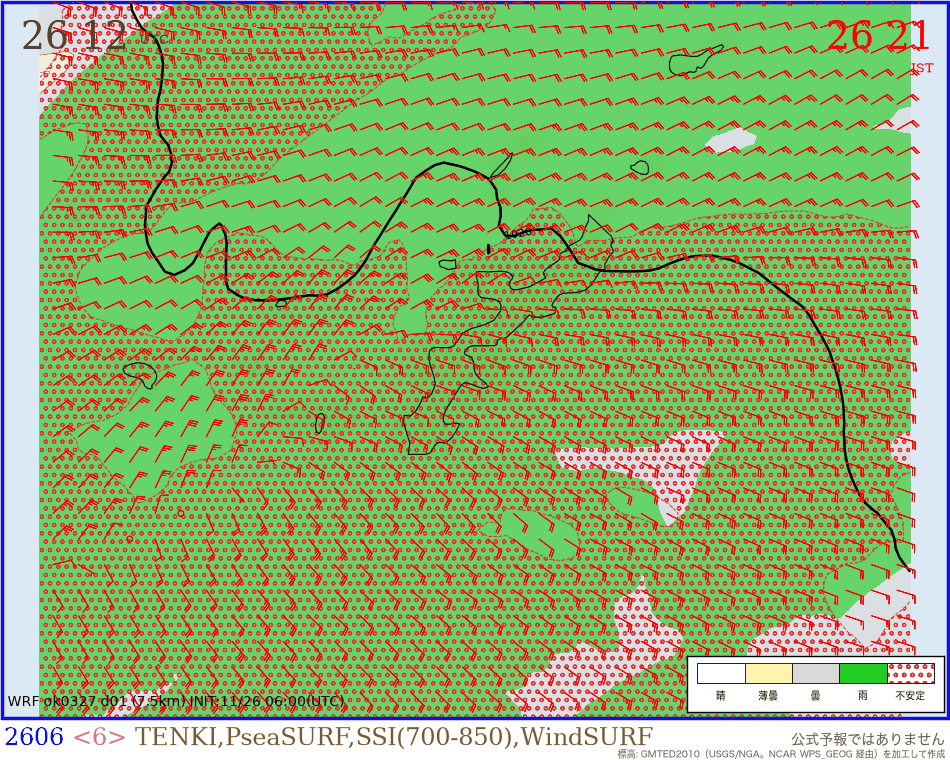 26 12
UTC
26 21
JST
1020
WRF ok0327 d01 (7.5km) INIT:11/26 06:00(UTC)
晴 薄曇 曇 雨 不安定
2606 <6> TENKI,PseaSURF,SSI(700-850),WindSURF
公式予報ではありません
標高: GMTED2010（USGS/NGA。NCAR WPS_GEOG 経由）を加工して作成